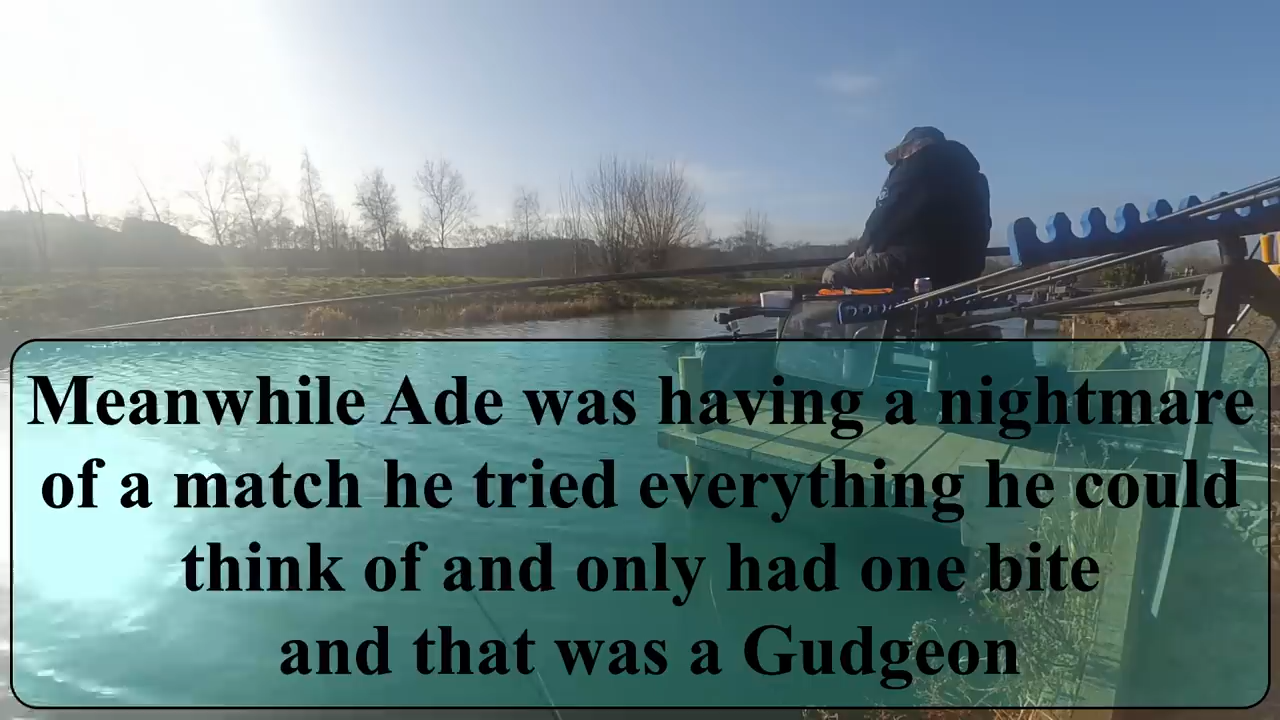 Meanwhile Ade was having a nightmare
of a match he tried everything he could
think of and only had one bite
and that was a Gudgeon